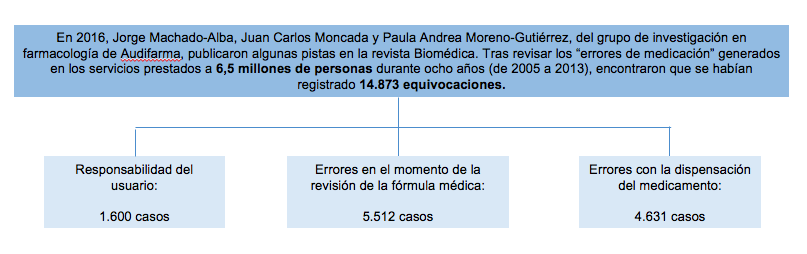 En 2016, Jorge Machado-Alba, Juan Carlos Moncada y Paula Andrea Moreno-Gutiérrez, del grupo de investigación en
farmacología de Audifarma, publicaron algunas pistas en la revista Biomédica. Tras revisar los “errores de medicación” generados
en los servicios prestados a 6,5 millones de personas durante ocho años (de 2005 a 2013), encontraron que se habían
registrado 14.873 equivocaciones.
Responsabilidad del
usuario:
1.600 casos
Errores en el momento de la
revisión de la fórmula médica:
5.512 casos
Errores con la dispensación
del medicamento:
4.631 casos